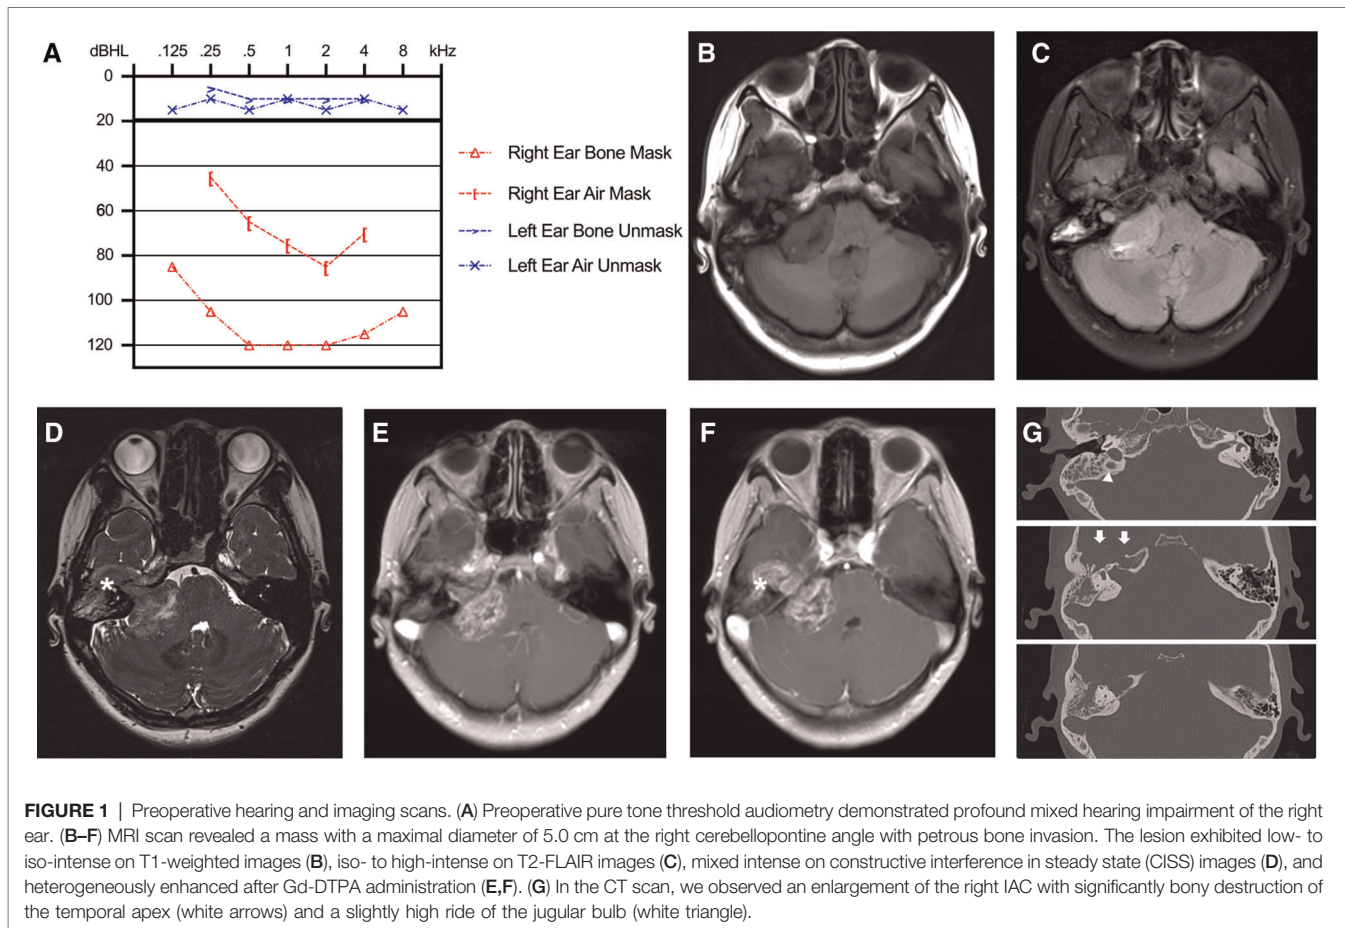 A
dBHL .125 .25 .5 1 2 4 8 kHz
0
20
40
60
80
100
120
Right Ear Bone Mask
Right Ear Air Mask
Left Ear Bone Unmask
Left Ear Air Unmask
B
C
D
*
E
F
*
G
FIGURE 1 | Preoperative hearing and imaging scans. (A) Preoperative pure tone threshold audiometry demonstrated profound mixed hearing impairment of the right
ear. (B–F) MRI scan revealed a mass with a maximal diameter of 5.0 cm at the right cerebellopontine angle with petrous bone invasion. The lesion exhibited low- to
iso-intense on T1-weighted images (B), iso- to high-intense on T2-FLAIR images (C), mixed intense on constructive interference in steady state (CISS) images (D), and
heterogeneously enhanced after Gd-DTPA administration (E,F). (G) In the CT scan, we observed an enlargement of the right IAC with significantly bony destruction of
the temporal apex (white arrows) and a slightly high ride of the jugular bulb (white triangle).